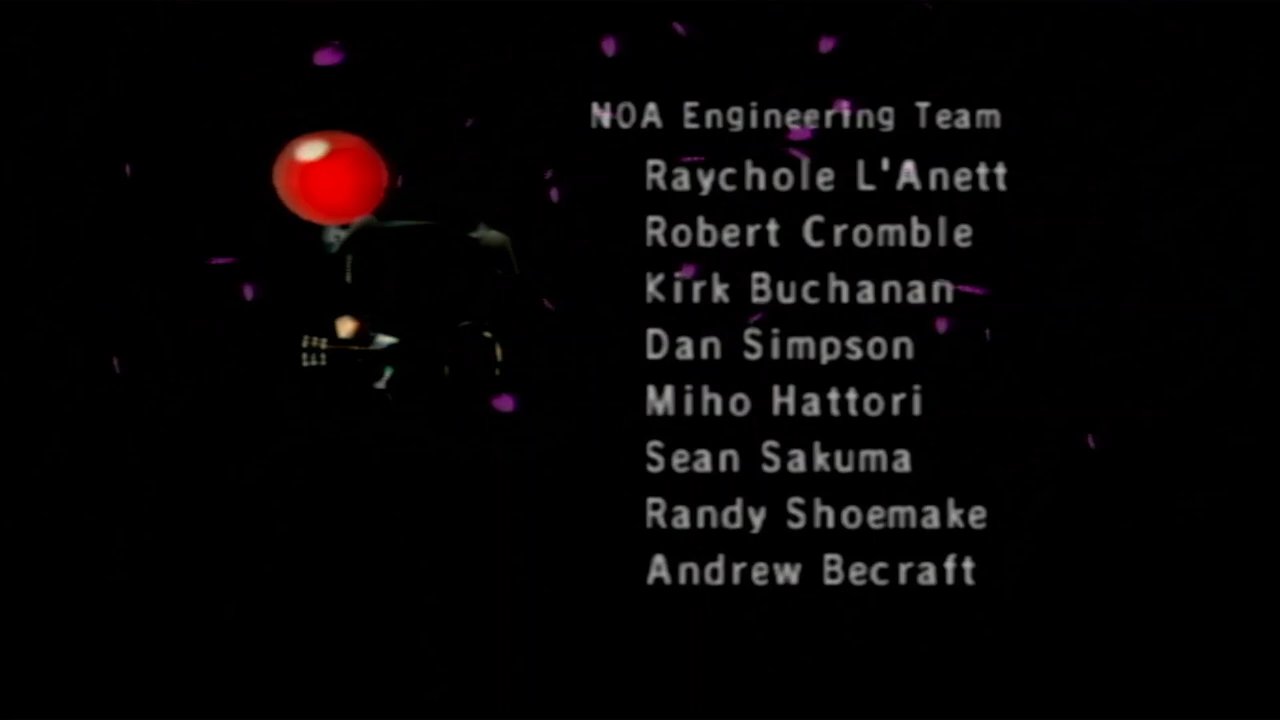 NOA Engineering Team
Raychole L'Anett
Robert Cromble
Kirk Buchanan
Dan Simpson
Miho Hattori
Sean Sakuma
Randy Shoemake
Andrew Becraft